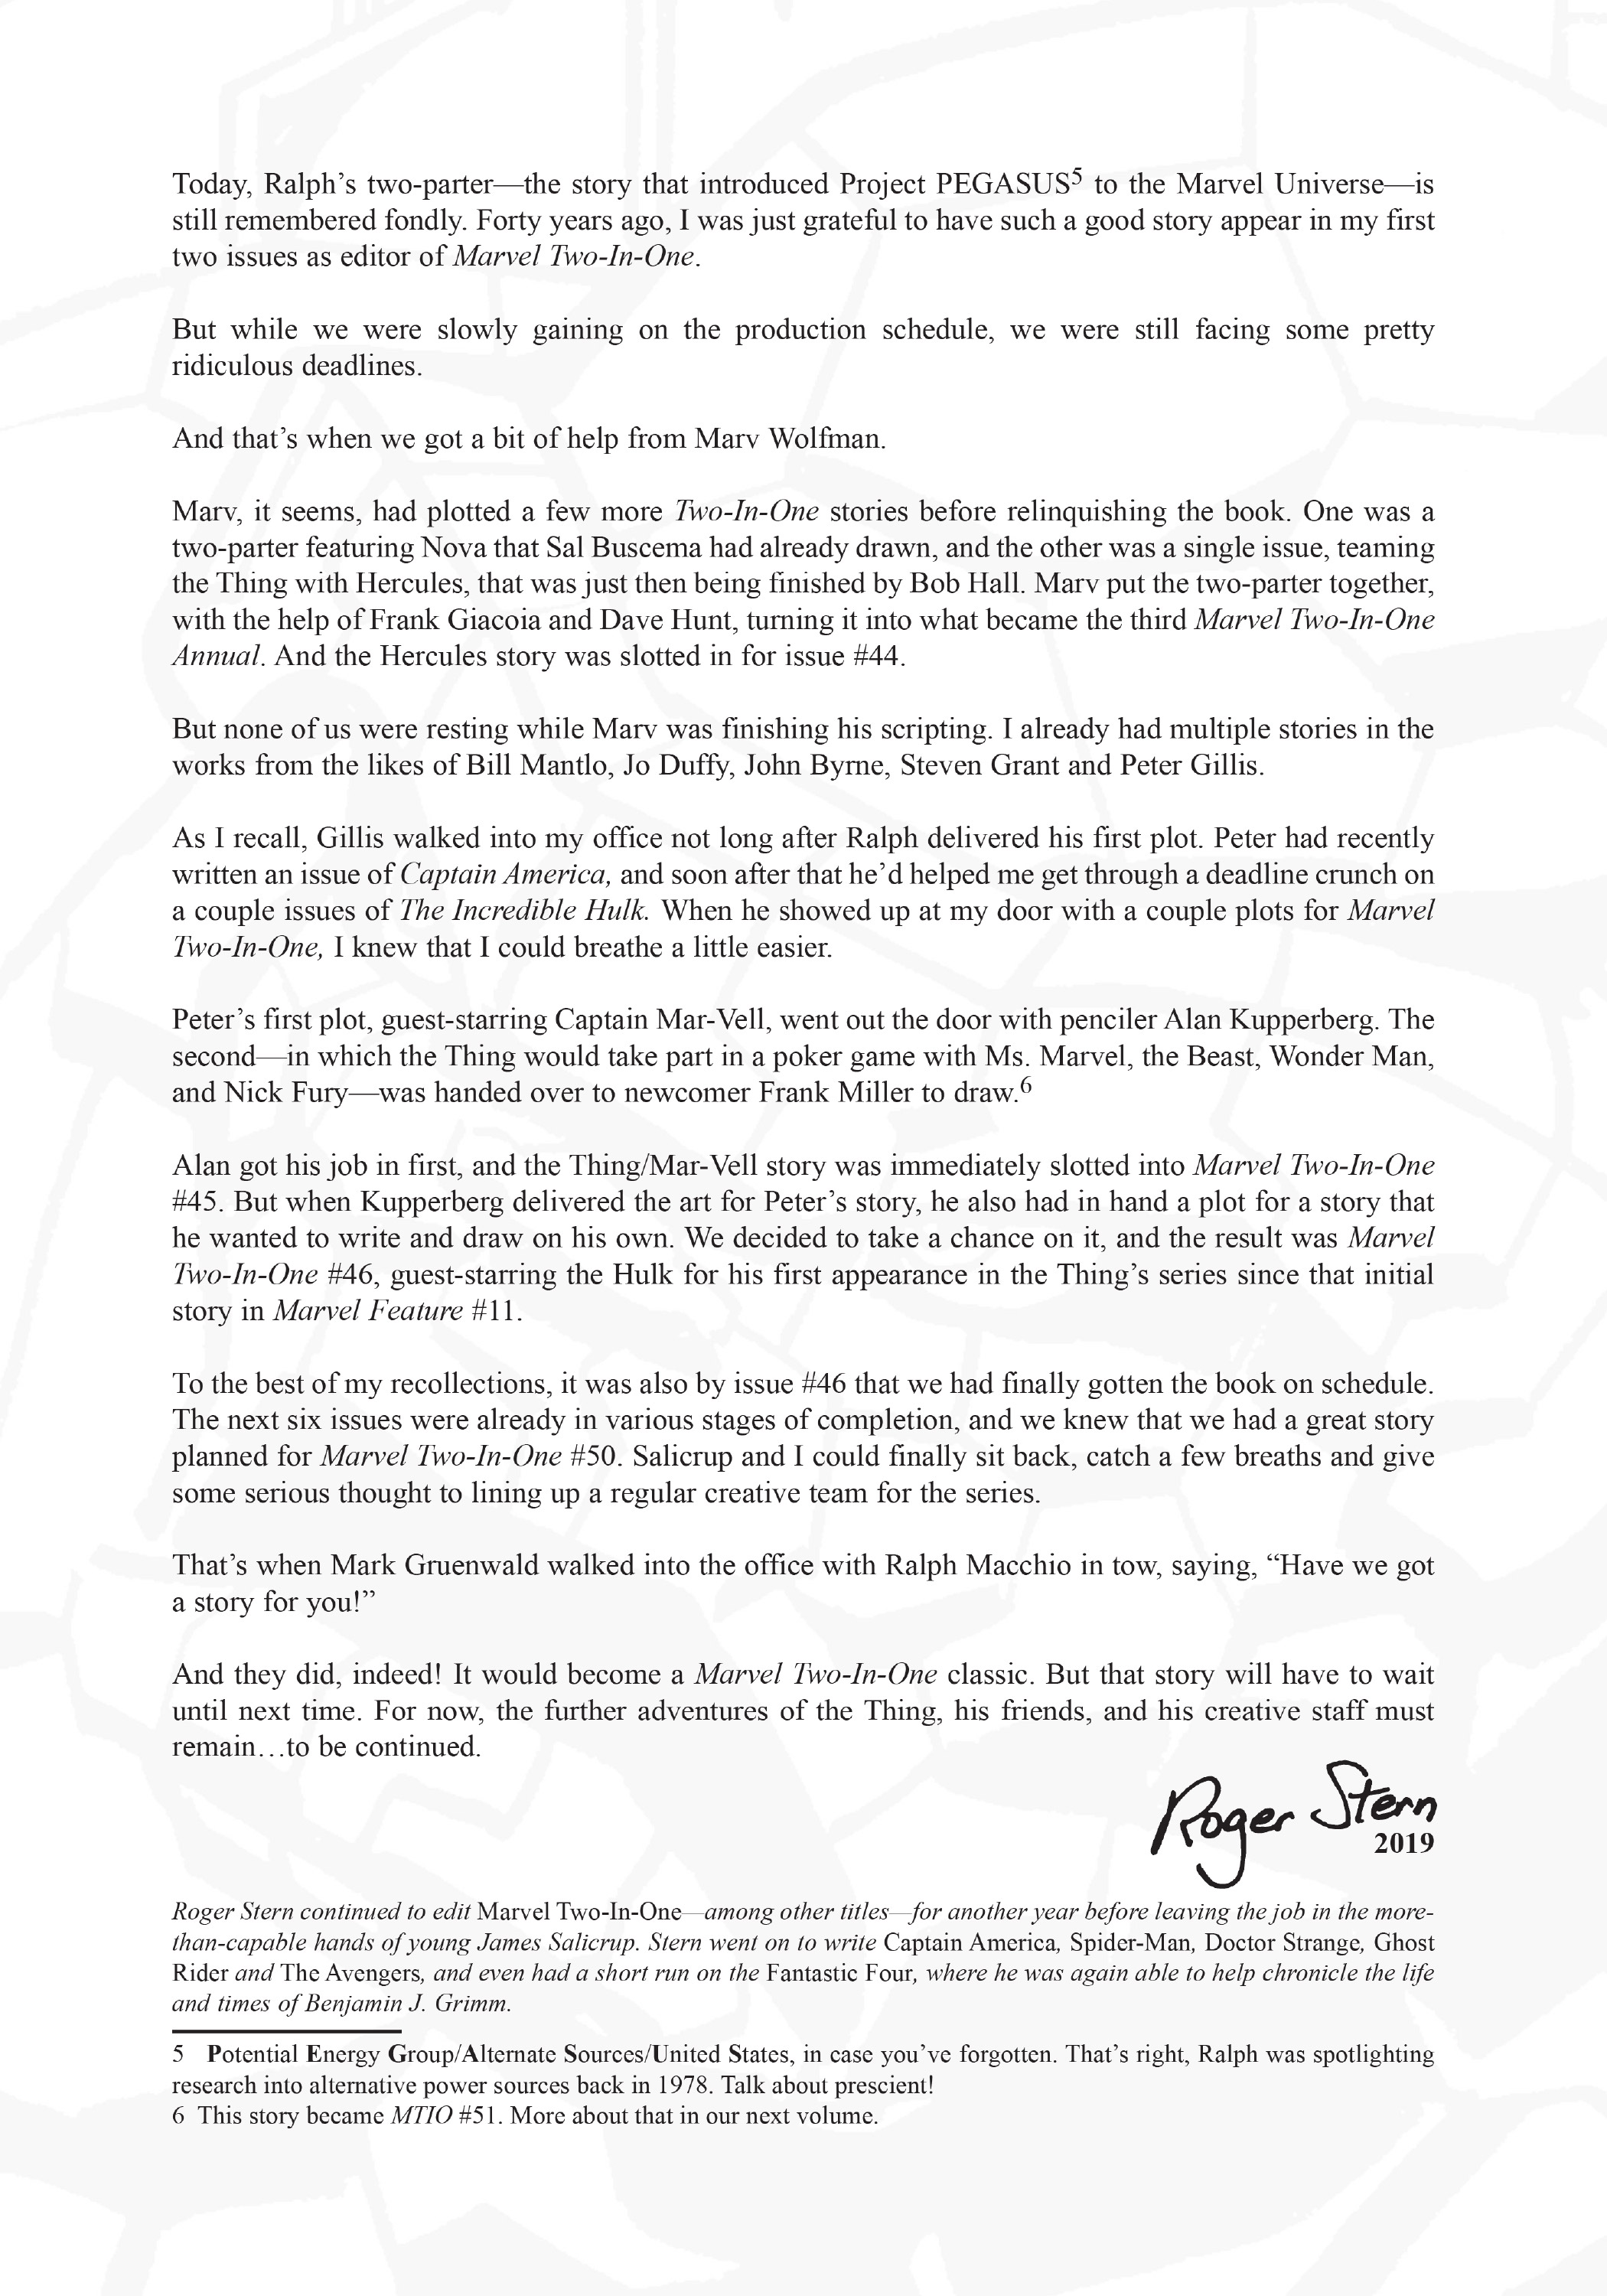 Today, Ralph’s two-parter—the story that introduced Project PEGASUS5 to the Marvel Universe—is
still remembered fondly. Forty years ago, I was just grateful to have such a good story appear in my first
two issues as editor of Marvel Two-In-One.
But while we were slowly gaining on the production schedule, we were still facing some pretty
ridiculous deadlines.
And that’s when we got a bit of help from Marv Wolfman.
Marv, it seems, had plotted a few more Two-In-One stories before relinquishing the book. One was a
two-parter featuring Nova that Sal Buscema had already drawn, and the other was a single issue, teaming
the Thing with Hercules, that was just then being finished by Bob Hall. Marv put the two-parter together,
with the help of Frank Giacoia and Dave Hunt, turning it into what became the third Marvel Two-In-One
Annual. And the Hercules story was slotted in for issue #44.
But none of us were resting while Marv was finishing his scripting. I already had multiple stories in the
works from the likes of Bill Mantlo, Jo Duffy, John Byrne, Steven Grant and Peter Gillis.
As I recall, Gillis walked into my office not long after Ralph delivered his first plot. Peter had recently
written an issue of Captain America, and soon after that he’d helped me get through a deadline crunch on
a couple issues of The Incredible Hulk. When he showed up at my door with a couple plots for Marvel
Two-In-One, I knew that I could breathe a little easier.
Peter’s first plot, guest-starring Captain Mar-Vell, went out the door with penciler Alan Kupperberg. The
second—in which the Thing would take part in a poker game with Ms. Marvel, the Beast, Wonder Man,
and Nick Fury—was handed over to newcomer Frank Miller to draw.6
Alan got his job in first, and the Thing/Mar-Vell story was immediately slotted into Marvel Two-In-One
#45. But when Kupperberg delivered the art for Peter’s story, he also had in hand a plot for a story that
he wanted to write and draw on his own. We decided to take a chance on it, and the result was Marvel
Two-In-One #46, guest-starring the Hulk for his first appearance in the Thing’s series since that initial
story in Marvel Feature #11.
To the best of my recollections, it was also by issue #46 that we had finally gotten the book on schedule.
The next six issues were already in various stages of completion, and we knew that we had a great story
planned for Marvel Two-In-One #50. Salicrup and I could finally sit back, catch a few breaths and give
some serious thought to lining up a regular creative team for the series.
That’s when Mark Gruenwald walked into the office with Ralph Macchio in tow, saying, “Have we got
a story for you!”
And they did, indeed! It would become a Marvel Two-In-One classic. But that story will have to wait
until next time. For now, the further adventures of the Thing, his friends, and his creative staff must
remain…to be continued.
Roger Stern
2019
Roger Stern continued to edit Marvel Two-In-One—among other titles—for another year before leaving the job in the more-
than-capable hands of young James Salicrup. Stern went on to write Captain America, Spider-Man, Doctor Strange, Ghost
Rider and The Avengers, and even had a short run on the Fantastic Four, where he was again able to help chronicle the life
and times of Benjamin J. Grimm.
5 Potential Energy Group/Alternate Sources/United States, in case you’ve forgotten. That’s right, Ralph was spotlighting
research into alternative power sources back in 1978. Talk about prescient!
6 This story became MTIO #51. More about that in our next volume.